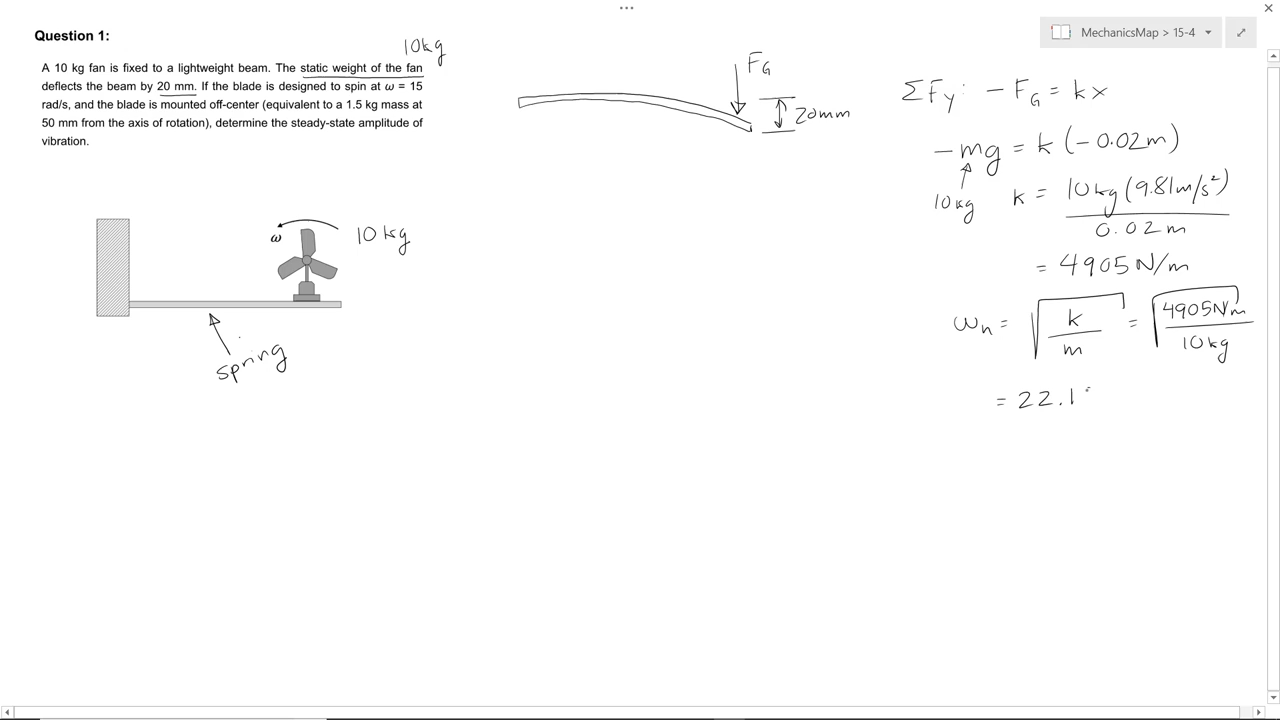 MechanicsMap > 15-4
Question 1:
10kg
A 10 kg fan is fixed to a lightweight beam. The static weight of the fan
deflects the beam by 20 mm. If the blade is designed to spin at ω = 15
rad/s, and the blade is mounted off-center (equivalent to a 1.5 kg mass at
50 mm from the axis of rotation), determine the steady-state amplitude of
vibration.
ω
10 kg
spring
F_G
20mm
ΣF_y: -F_G = kx
-mg = k(-0.02m)
10kg
k = 10kg(9.81m/s²) / 0.02m
= 4905N/m
ω_n = √(k/m) = √(4905N/m / 10kg)
= 22.1